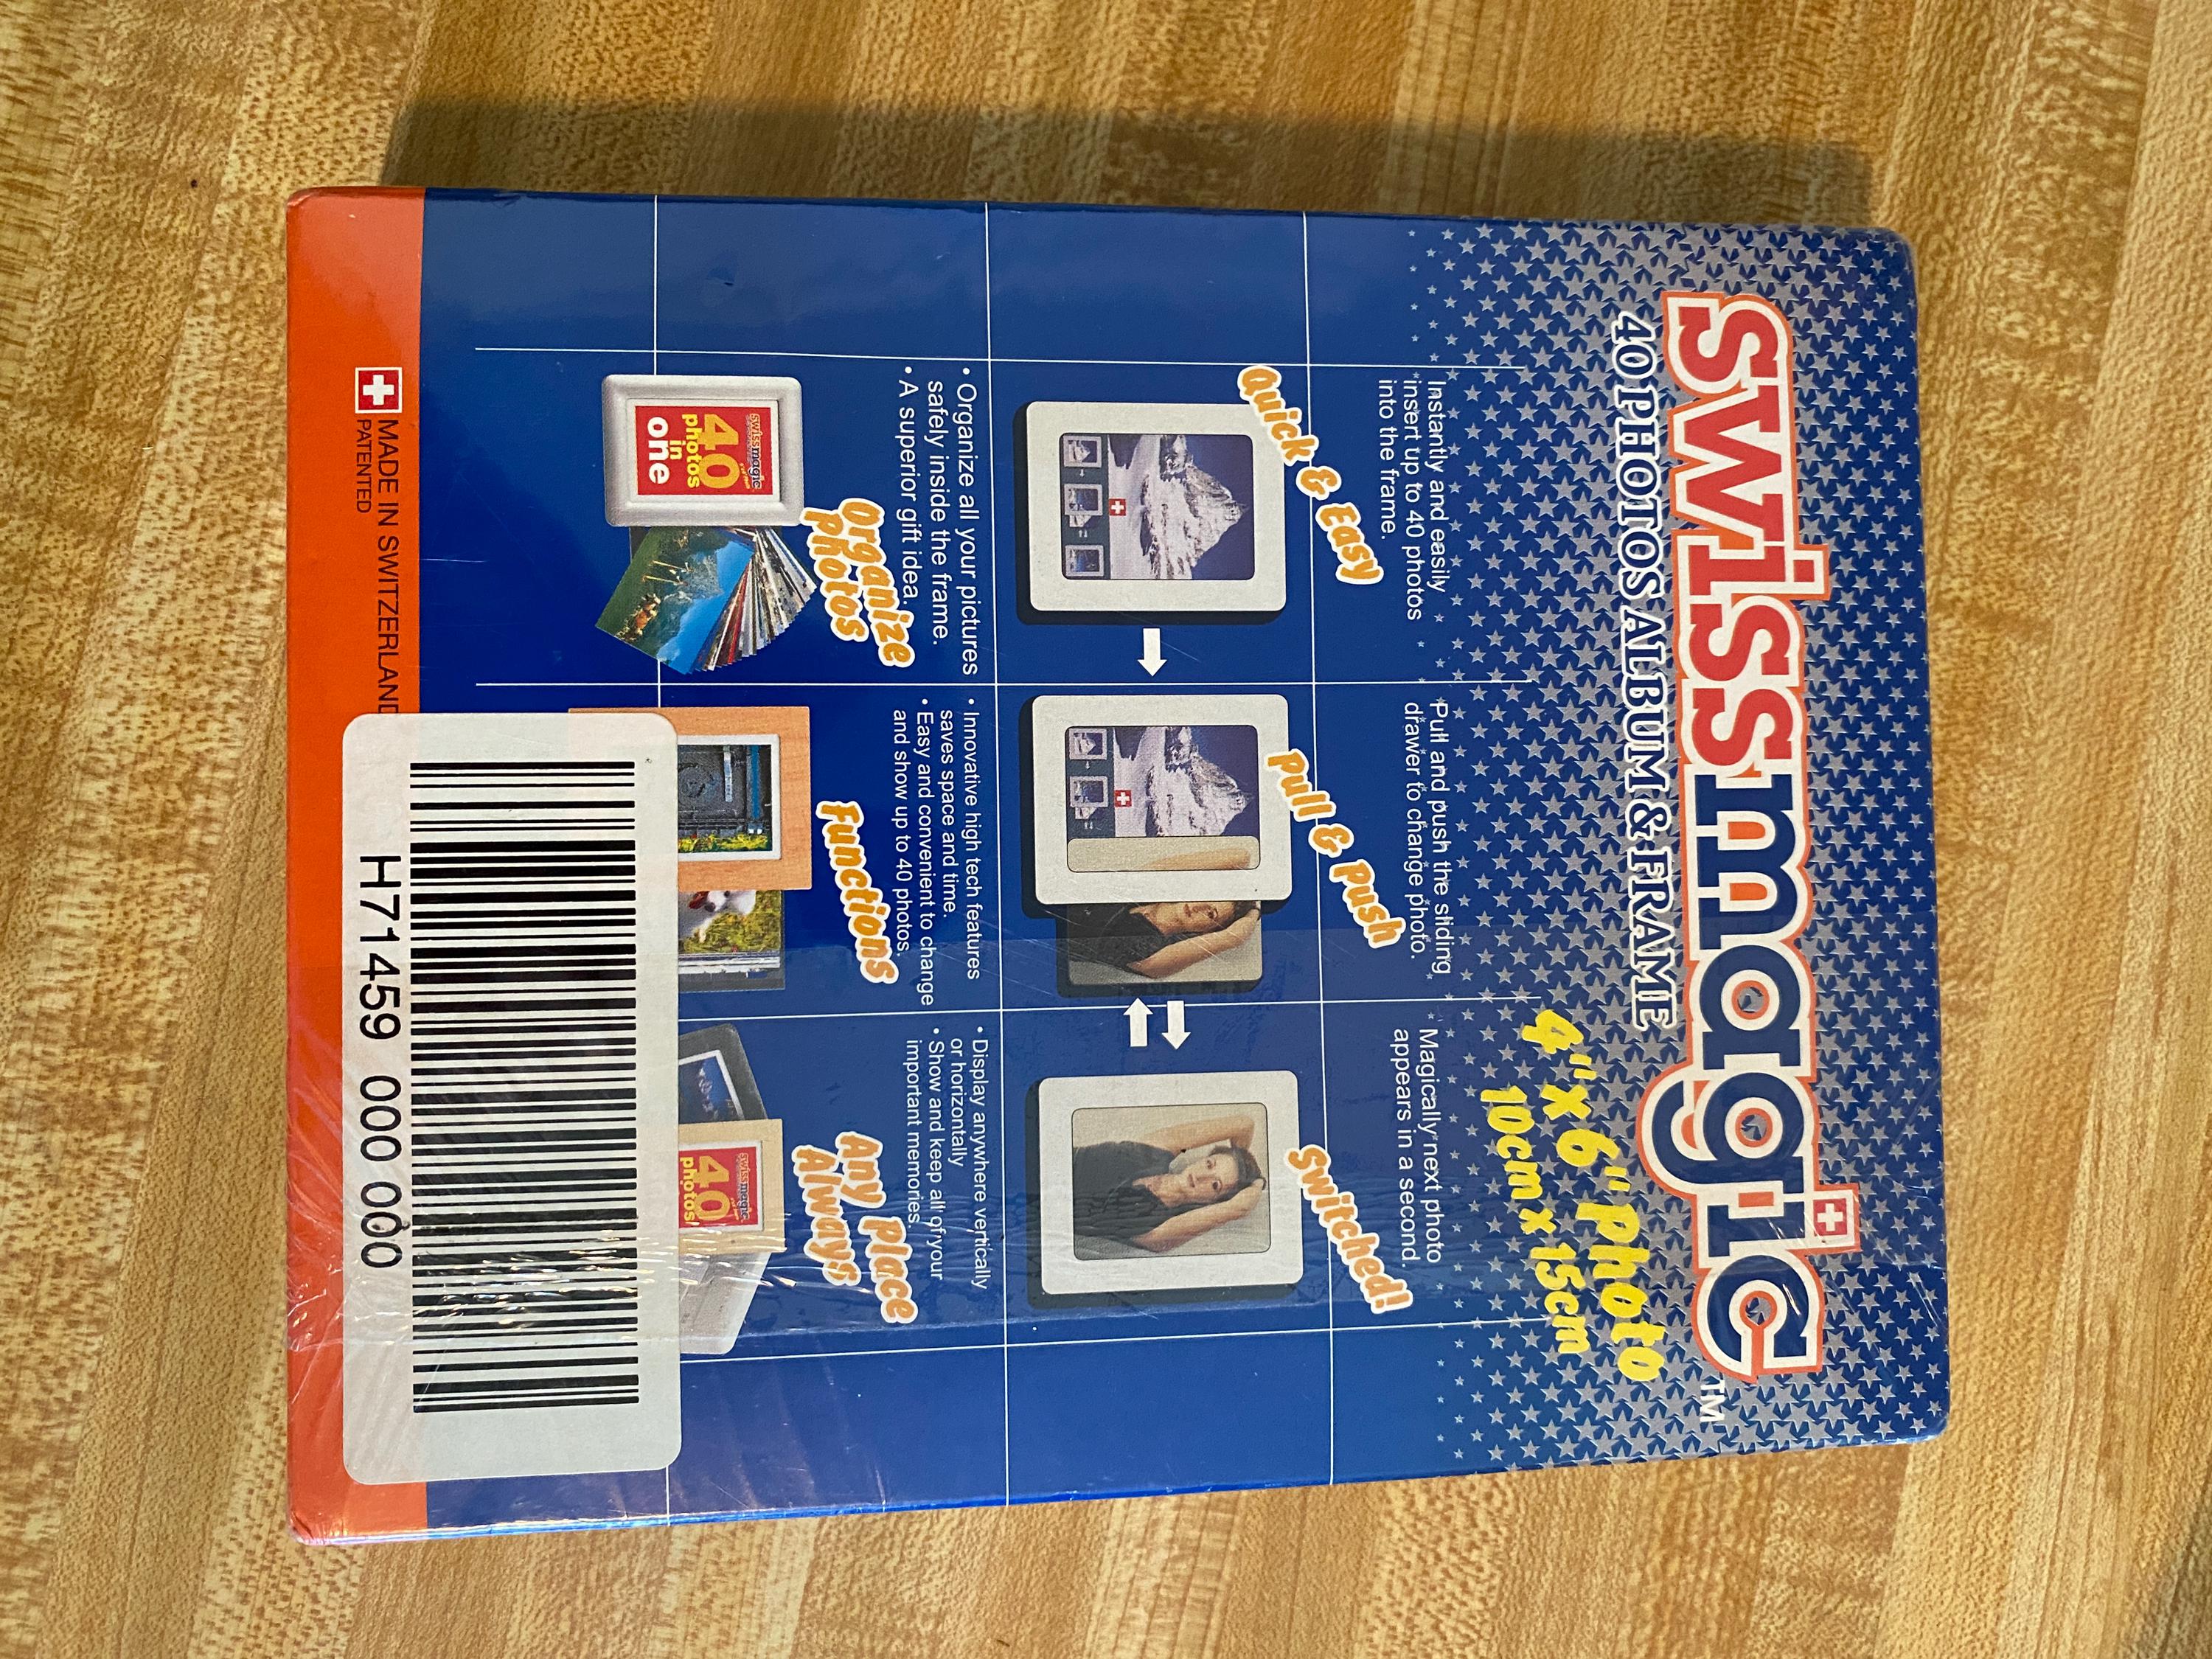 swissmagic™
40 PHOTOS ALBUM & FRAME
4"x 6" Photo
10cm x 15cm
Instantly and easily
insert up to 40 photos
into the frame.
Quick & Easy
Pull and push the sliding
drawer to change photo.
Pull & Push
Magically next photo
appears in a second.
Switched!
• Organize all your pictures
safely inside the frame.
• A superior gift idea.
Organize
Photos
swissmagic
40
photos
in
one
• Innovative high tech features
saves space and time.
• Easy and convenient to change
and show up to 40 photos.
Functions
• Display anywhere vertically
or horizontally
• Show and keep all of your
important memories.
Any Place
Always
swissmagic
40
photos
MADE IN SWITZERLAND
PATENTED
H71459 000 000